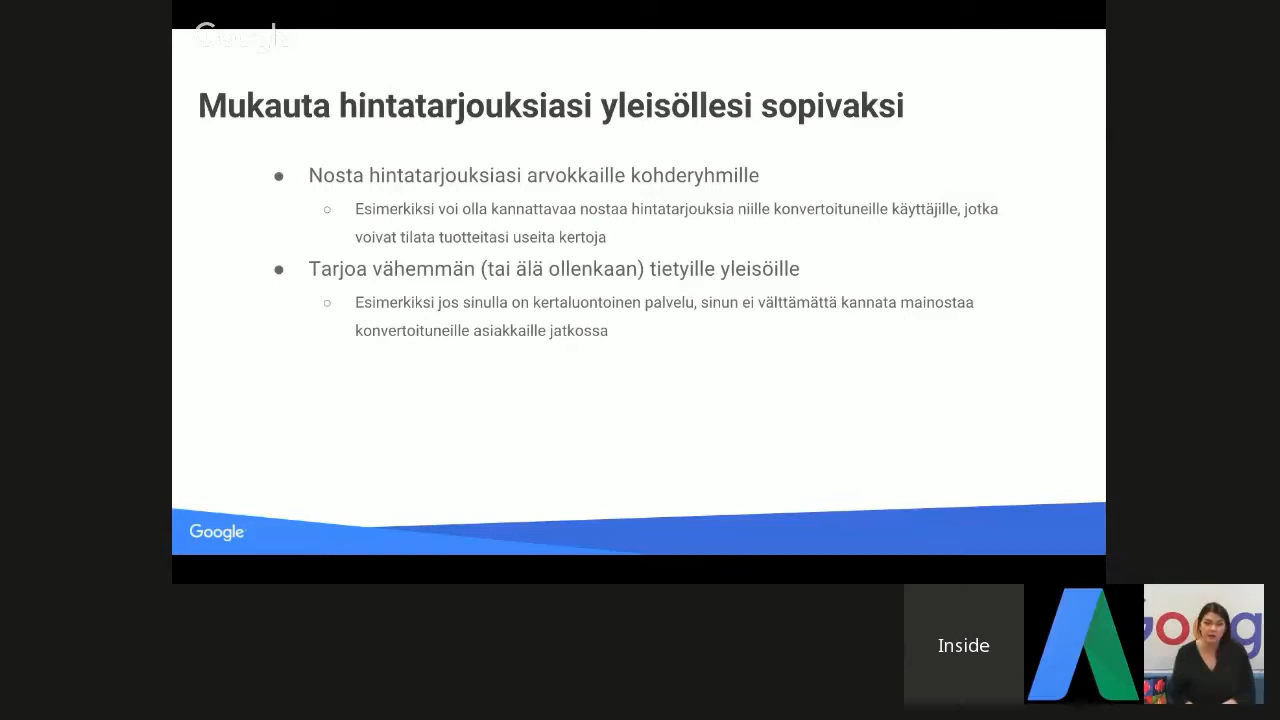 Google
Mukauta hintatarjouksiasi yleisöllesi sopivaksi
● Nosta hintatarjouksiasi arvokkaille kohderyhmille
○ Esimerkiksi voi olla kannattavaa nostaa hintatarjouksia niille konvertoituneille käyttäjille, jotka
voivat tilata tuotteitasi useita kertoja
● Tarjoa vähemmän (tai älä ollenkaan) tietyille yleisöille
○ Esimerkiksi jos sinulla on kertaluontoinen palvelu, sinun ei välttämättä kannata mainostaa
konvertoituneille asiakkaille jatkossa
Google
Inside